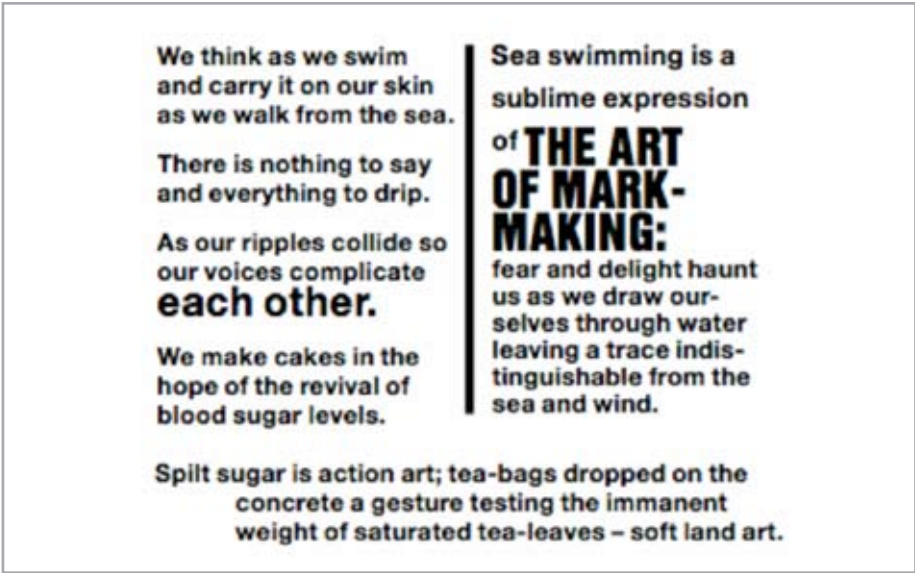 We think as we swim
and carry it on our skin
as we walk from the sea.
There is nothing to say
and everything to drip.
As our ripples collide so
our voices complicate
each other.
We make cakes in the
hope of the revival of
blood sugar levels.
Sea swimming is a
sublime expression
of THE ART
OF MARK-
MAKING:
fear and delight haunt
us as we draw our-
selves through water
leaving a trace indis-
tinguishable from the
sea and wind.
Spilt sugar is action art; tea-bags dropped on the
concrete a gesture testing the immanent
weight of saturated tea-leaves – soft land art.